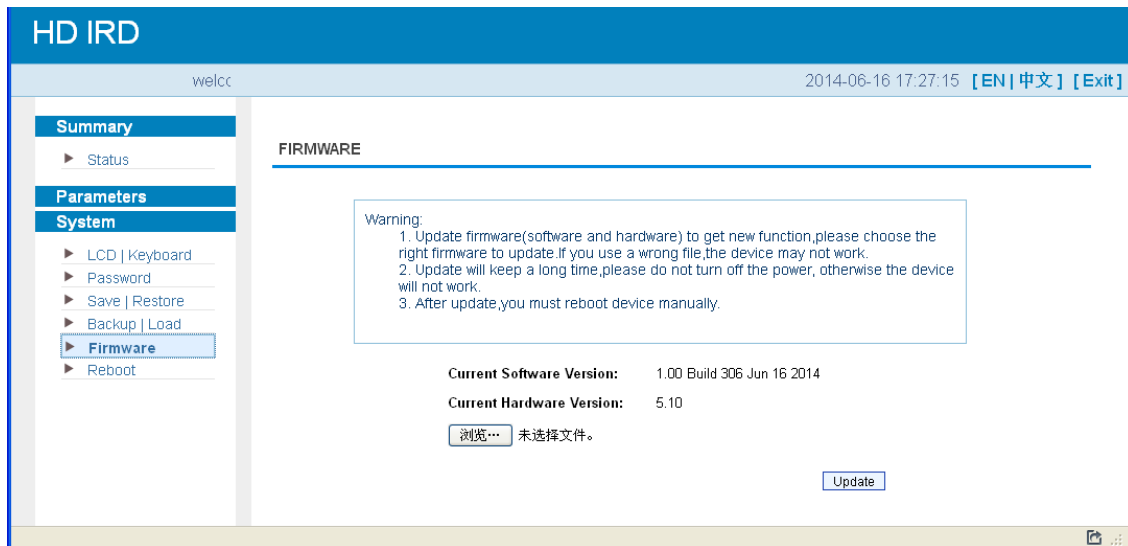 HD IRD
welcc
2014-06-16 17:27:15 [EN|中文] [Exit]
Summary
Status
Parameters
System
LCD | Keyboard
Password
Save | Restore
Backup | Load
Firmware
Reboot
FIRMWARE
Warning:
1. Update firmware(software and hardware) to get new function,please choose the
right firmware to update.If you use a wrong file,the device may not work.
2. Update will keep a long time,please do not turn off the power, otherwise the device
will not work.
3. After update,you must reboot device manually.
Current Software Version: 1.00 Build 306 Jun 16 2014
Current Hardware Version: 5.10
浏览… 未选择文件。
Update